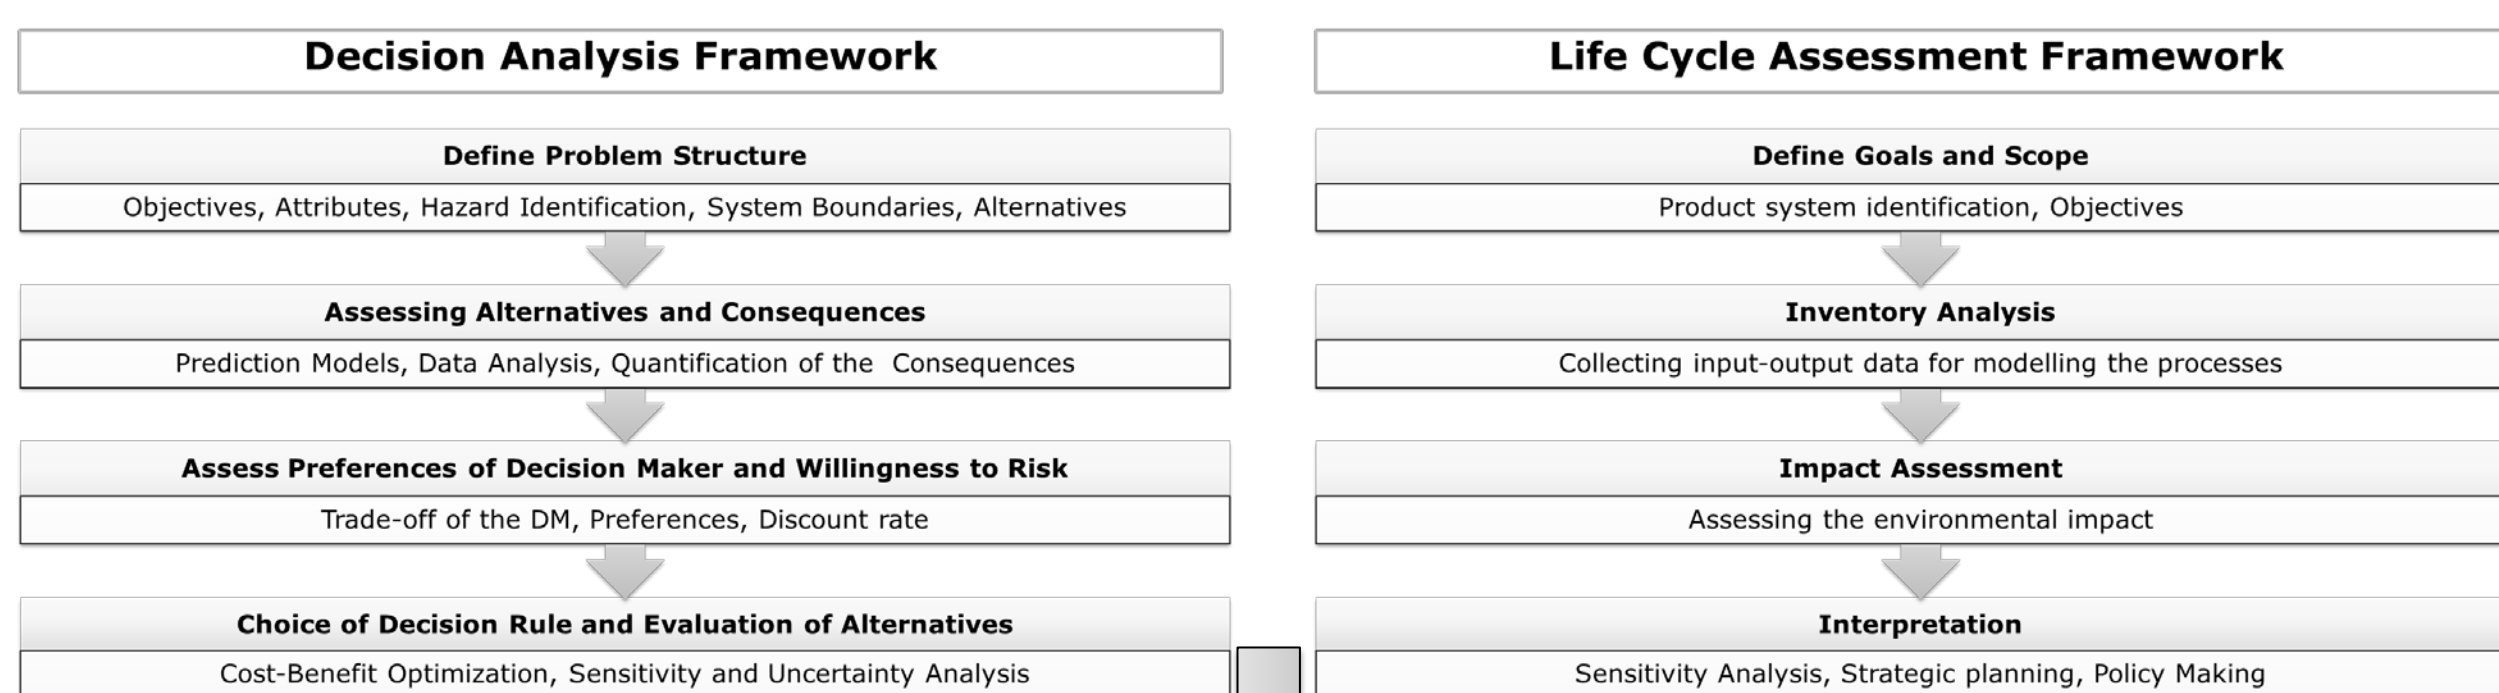 Decision Analysis Framework
Define Problem Structure
Objectives, Attributes, Hazard Identification, System Boundaries, Alternatives
Assessing Alternatives and Consequences
Prediction Models, Data Analysis, Quantification of the  Consequences
Assess Preferences of Decision Maker and Willingness to Risk
Trade-off of the DM, Preferences, Discount rate
Choice of Decision Rule and Evaluation of Alternatives
Cost-Benefit Optimization, Sensitivity and Uncertainty Analysis
Life Cycle Assessment Framework
Define Goals and Scope
Product system identification, Objectives
Inventory Analysis
Collecting input-output data for modelling the processes
Impact Assessment
Assessing the environmental impact
Interpretation
Sensitivity Analysis, Strategic planning, Policy Making